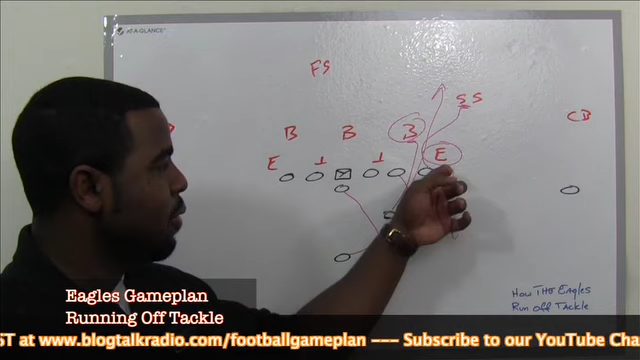 AT-A-GLANCE
FS
SS
CB
B
B
B
E
E
How The Eagles
Run Off Tackle
Eagles Gameplan
Running Off Tackle
ST at www.blogtalkradio.com/footballgameplan --- Subscribe to our YouTube Cha